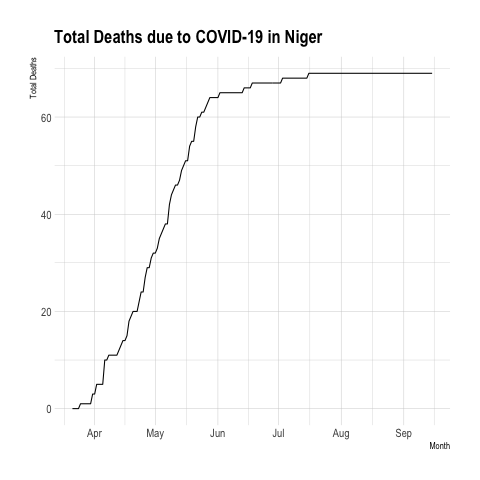 Total Deaths due to COVID-19 in Niger
Total Deaths
60
40
20
0
Apr May Jun Jul Aug Sep
Month